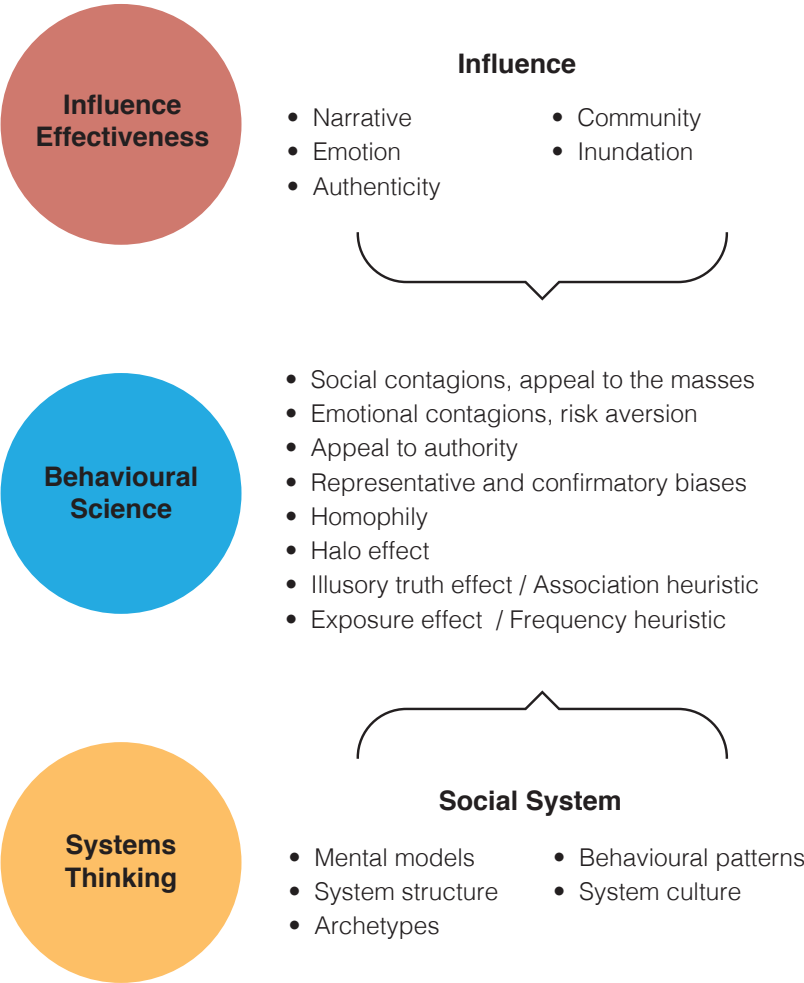 Influence
Effectiveness
Influence
• Narrative
• Emotion
• Authenticity
• Community
• Inundation
Behavioural
Science
• Social contagions, appeal to the masses
• Emotional contagions, risk aversion
• Appeal to authority
• Representative and confirmatory biases
• Homophily
• Halo effect
• Illusory truth effect / Association heuristic
• Exposure effect / Frequency heuristic
Systems
Thinking
Social System
• Mental models
• System structure
• Archetypes
• Behavioural patterns
• System culture